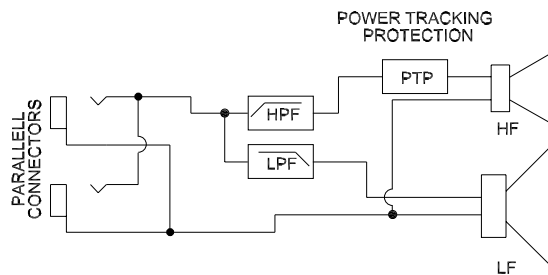 POWER TRACKING
PROTECTION
PTP
HPF
HF
LPF
PARALLELL
CONNECTORS
LF